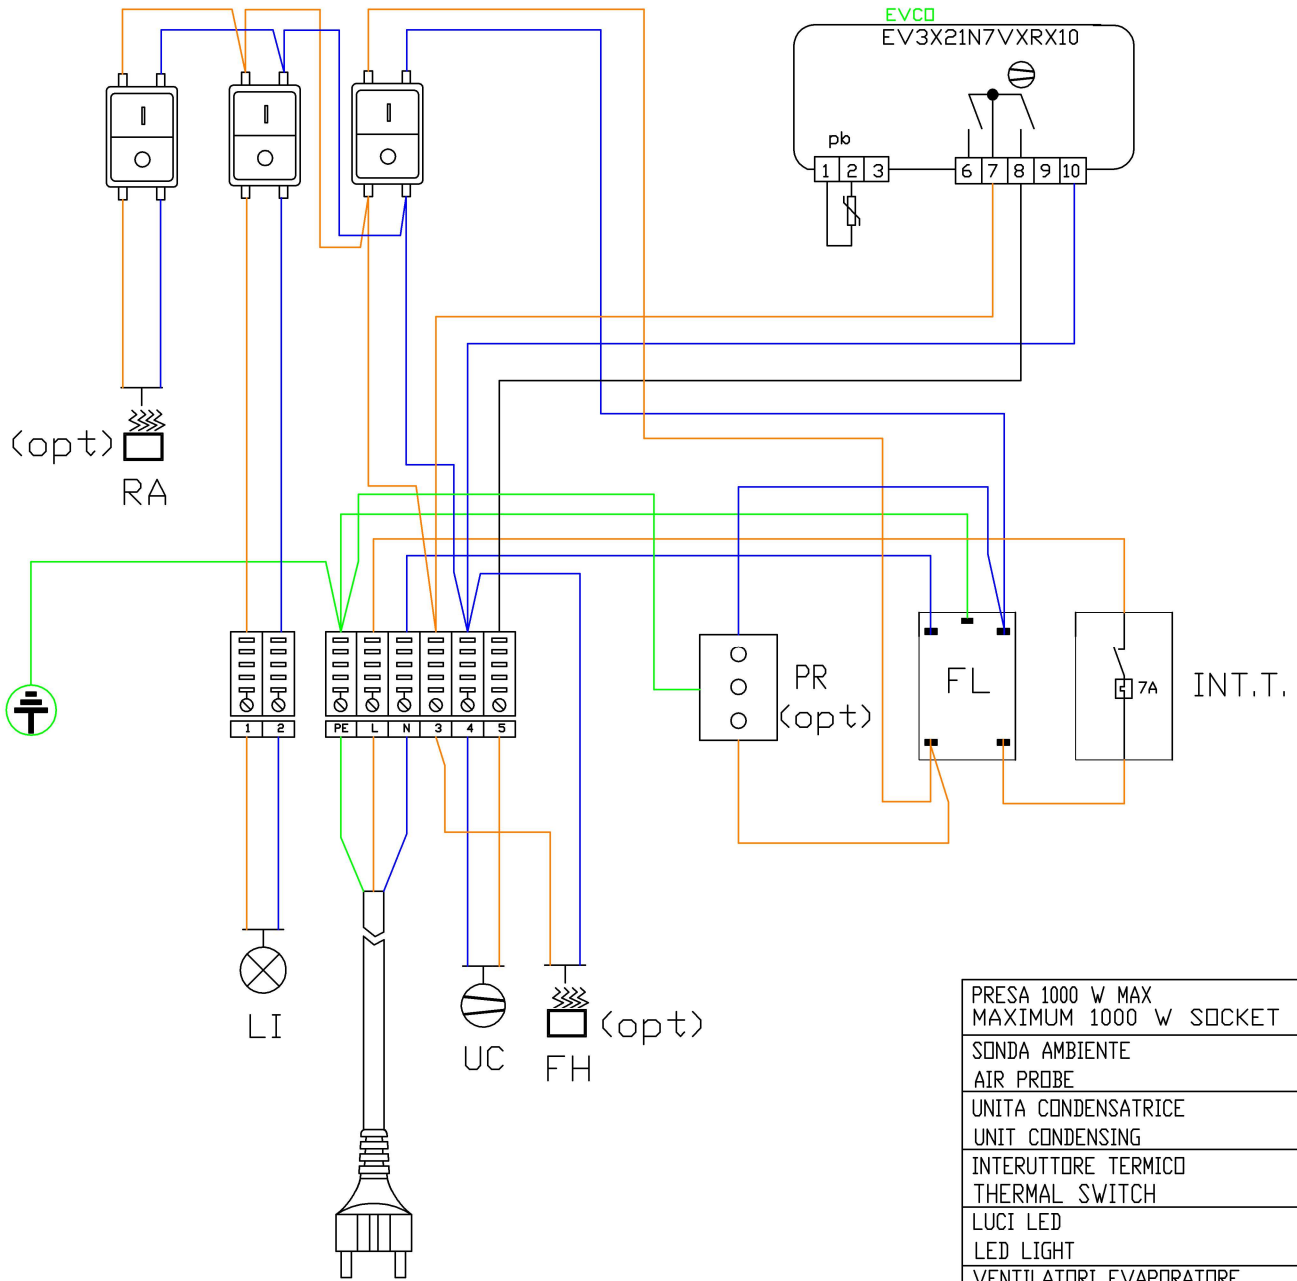 EVCO
EV3X21N7VXRX10
pb
1 2 3 6 7 8 9 10
(opt)
RA
PR
(opt)
FL
7A
INT.T.
1 2 PE L N 3 4 5
LI
UC
(opt)
FH
PRESA 1000 W MAX
MAXIMUM 1000 W SOCKET
SONDA AMBIENTE
AIR PROBE
UNITA CONDENSATRICE
UNIT CONDENSING
INTERUTTORE TERMICO
THERMAL SWITCH
LUCI LED
LED LIGHT
VENTILATORI EVAPORATORE